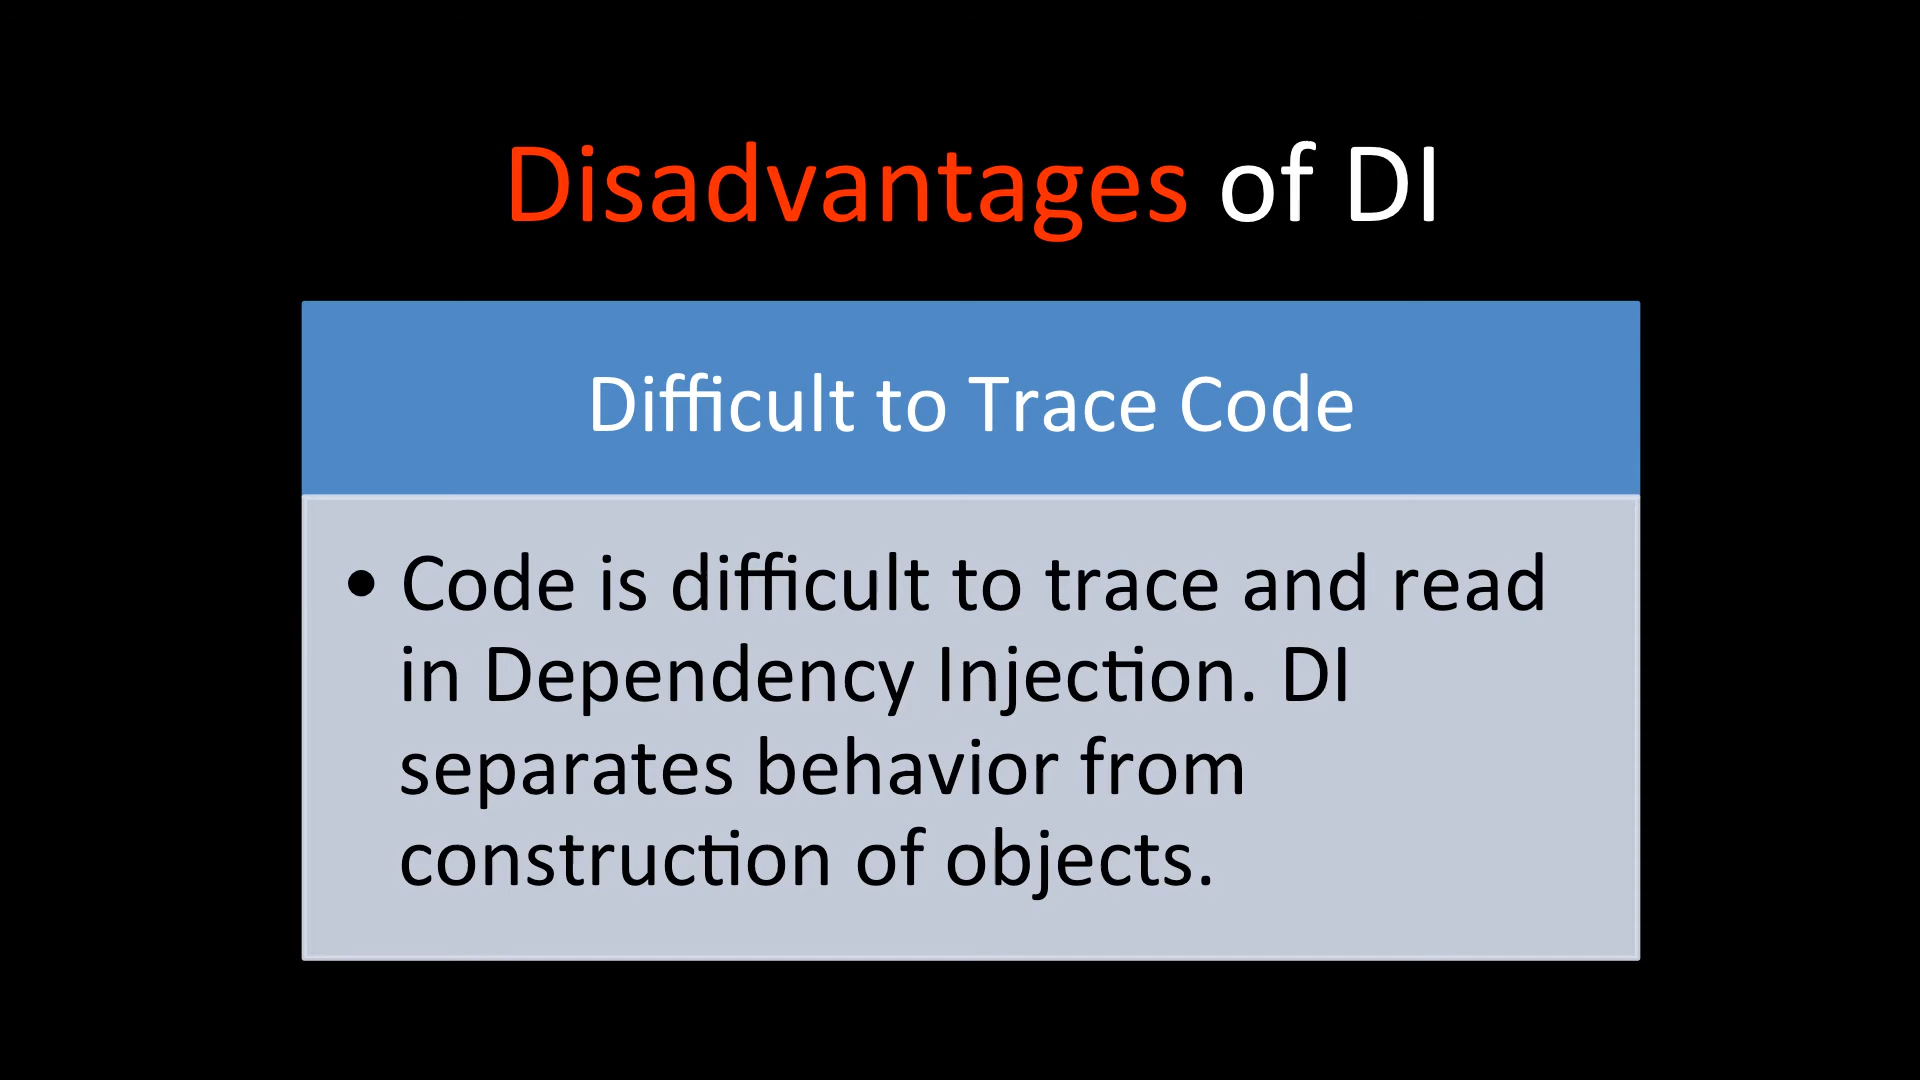 Disadvantages of DI
Difficult to Trace Code
• Code is difficult to trace and read
in Dependency Injection. DI
separates behavior from
construction of objects.